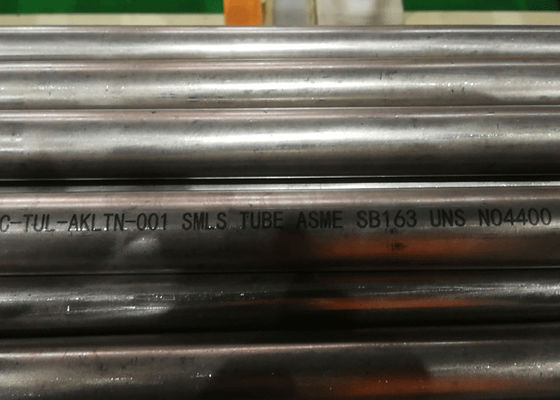 C-TUL-AKLTN-001 SMLS TUBE ASME SB163 UNS N04400